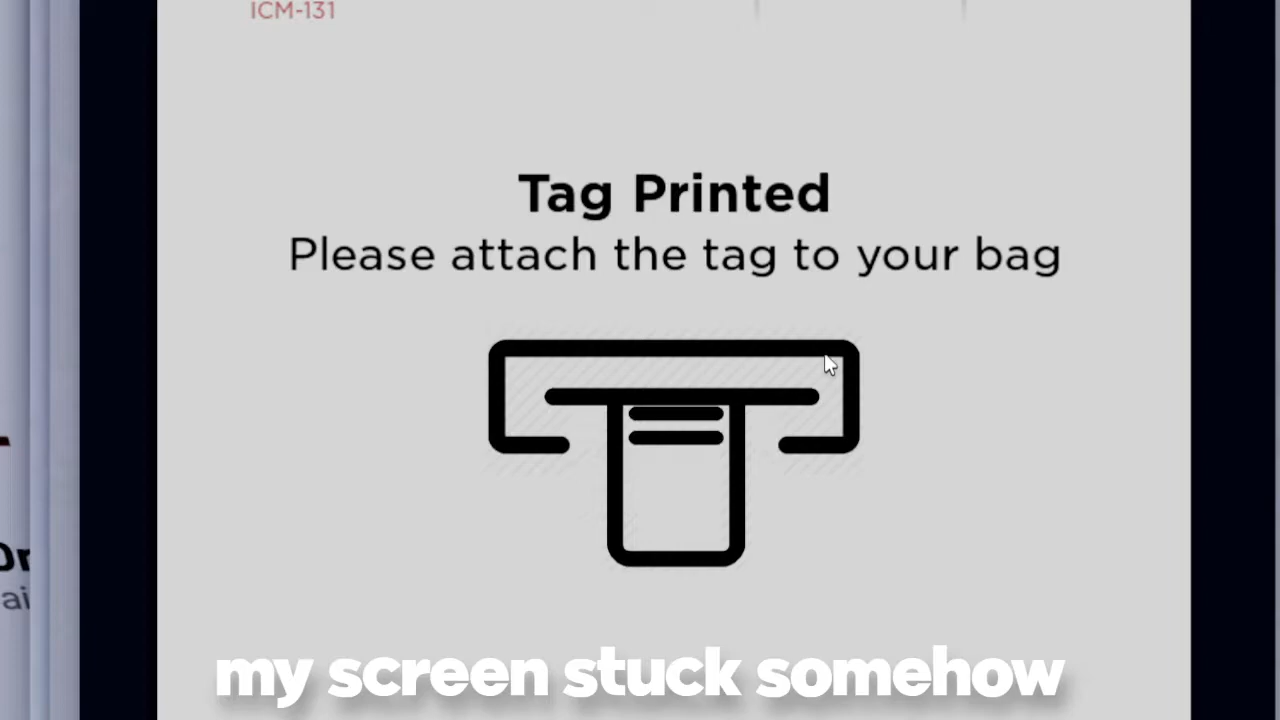 ICM-131
Tag Printed
Please attach the tag to your bag
my screen stuck somehow